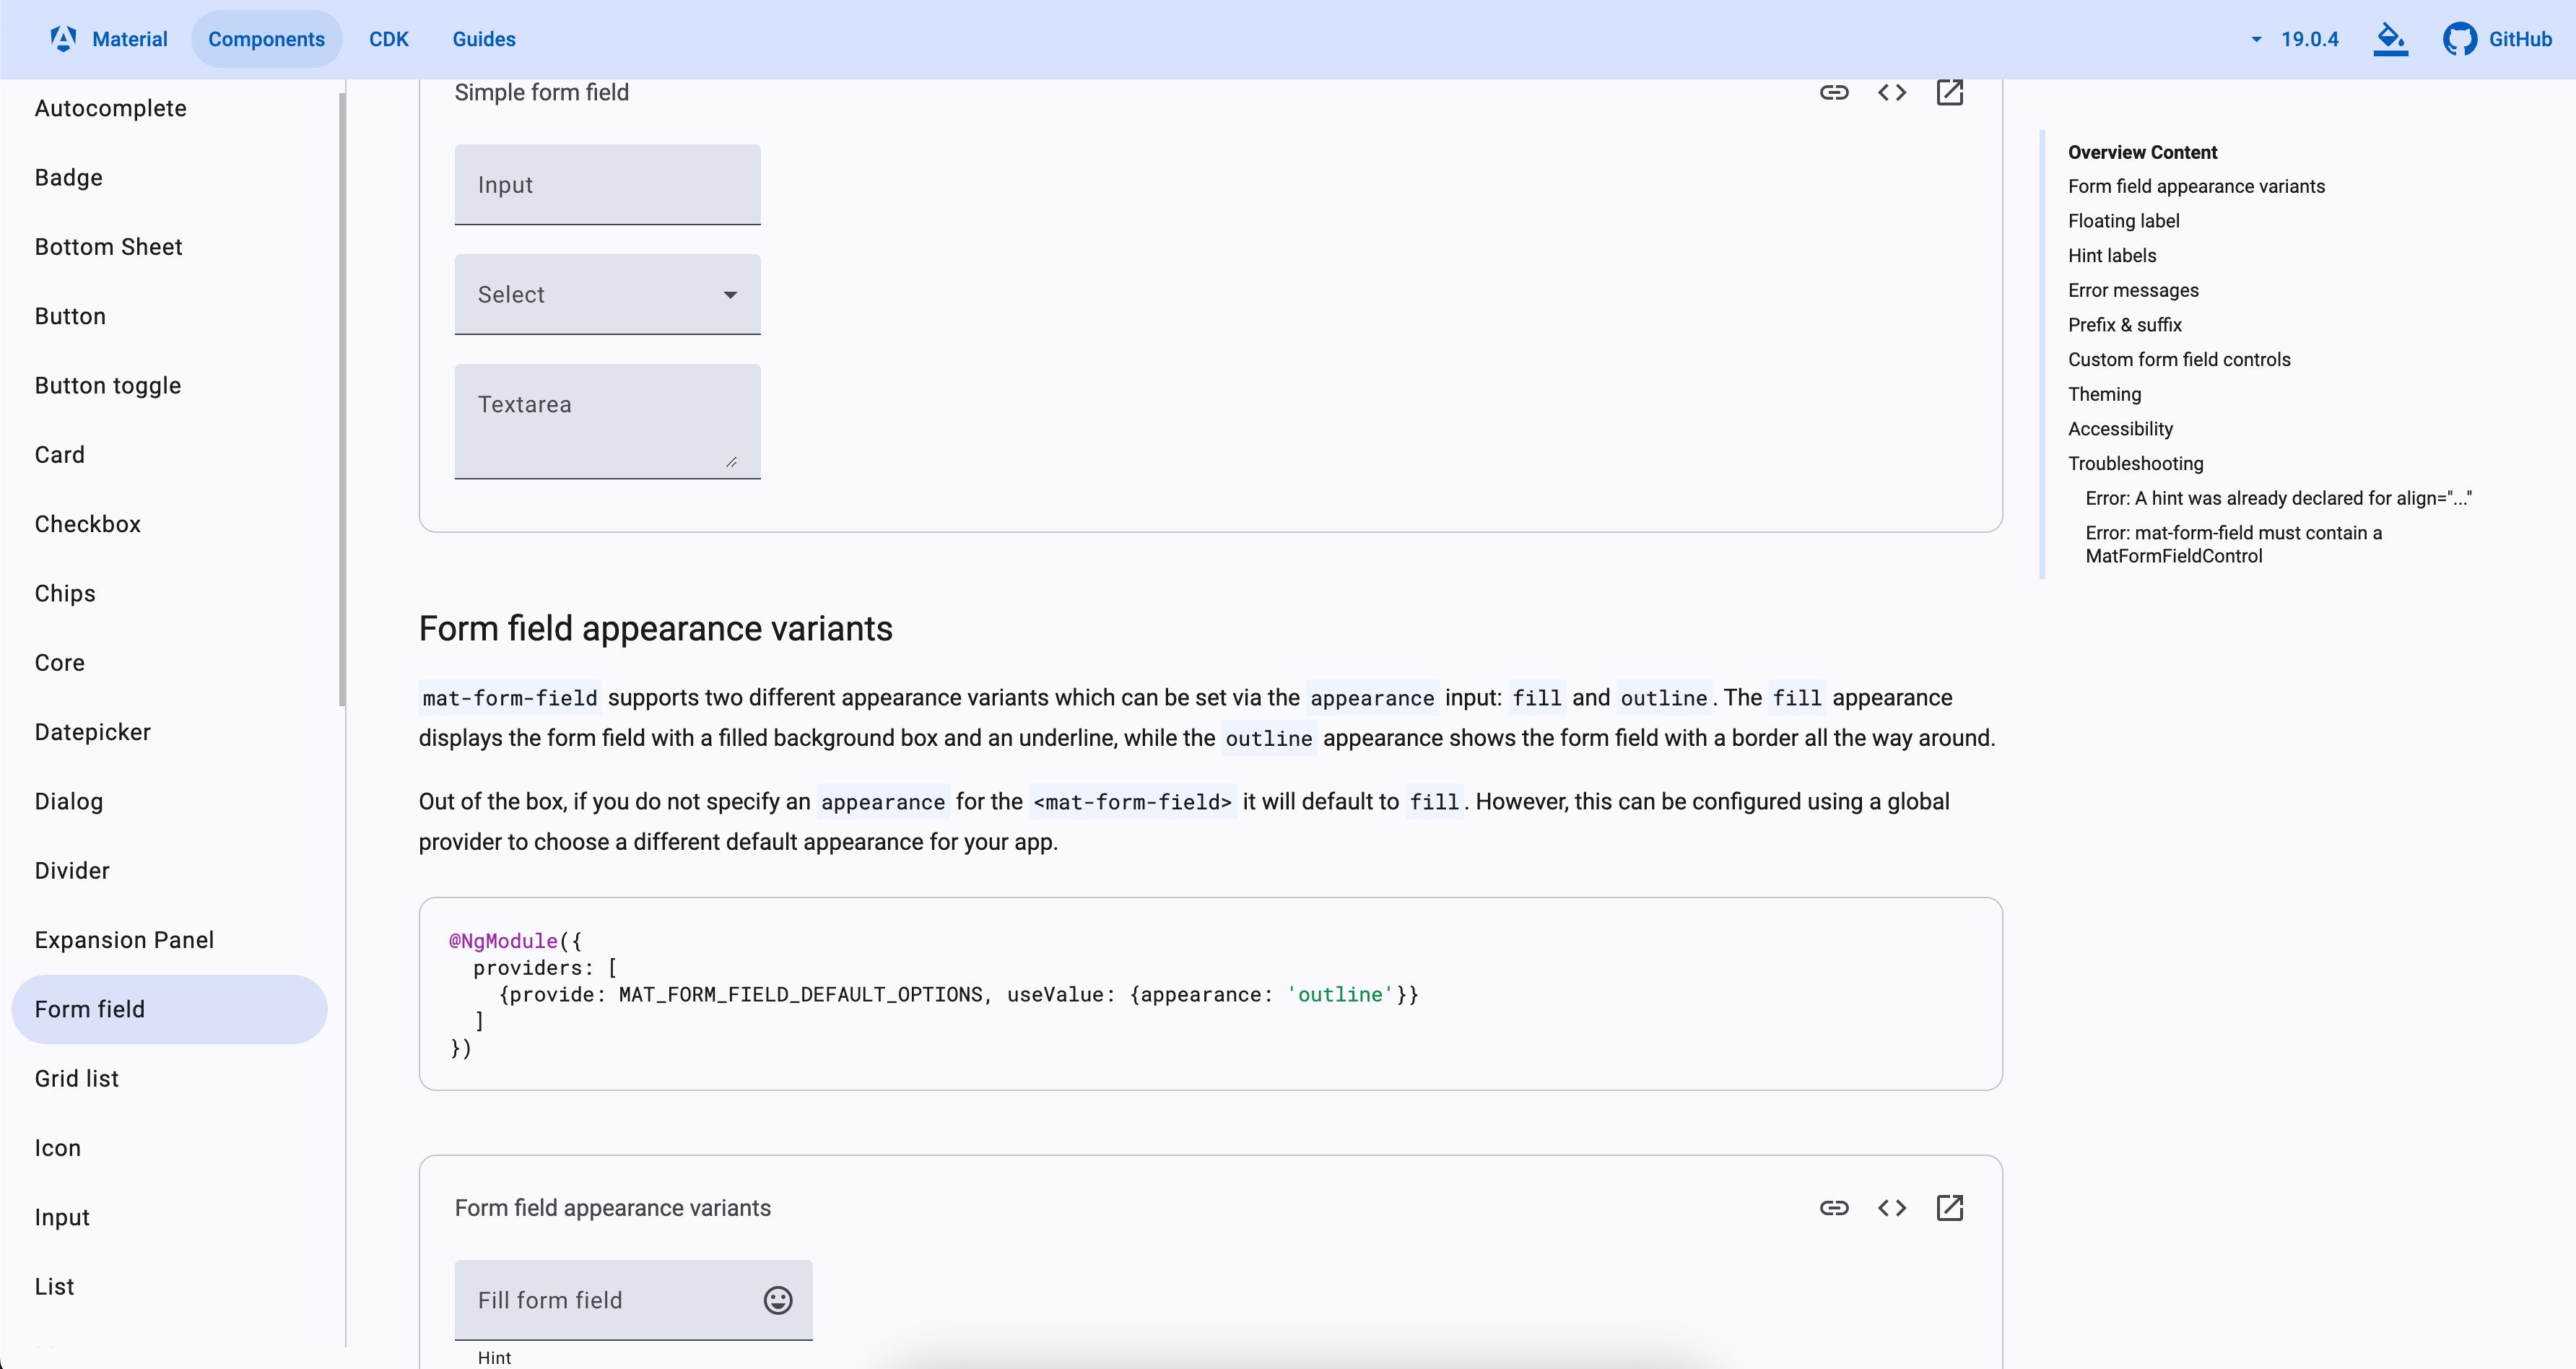 Material
Components
CDK
Guides
19.0.4
GitHub
Autocomplete
Badge
Bottom Sheet
Button
Button toggle
Card
Checkbox
Chips
Core
Datepicker
Dialog
Divider
Expansion Panel
Form field
Grid list
Icon
Input
List
Simple form field
Input
Select
Textarea
Form field appearance variants
mat-form-field supports two different appearance variants which can be set via the appearance input: fill and outline. The fill appearance
displays the form field with a filled background box and an underline, while the outline appearance shows the form field with a border all the way around.
Out of the box, if you do not specify an appearance for the <mat-form-field> it will default to fill. However, this can be configured using a global
provider to choose a different default appearance for your app.
@NgModule({
  providers: [
    {provide: MAT_FORM_FIELD_DEFAULT_OPTIONS, useValue: {appearance: 'outline'}}
  ]
})
Form field appearance variants
Fill form field
Hint
Overview Content
Form field appearance variants
Floating label
Hint labels
Error messages
Prefix & suffix
Custom form field controls
Theming
Accessibility
Troubleshooting
Error: A hint was already declared for align="..."
Error: mat-form-field must contain a
MatFormFieldControl